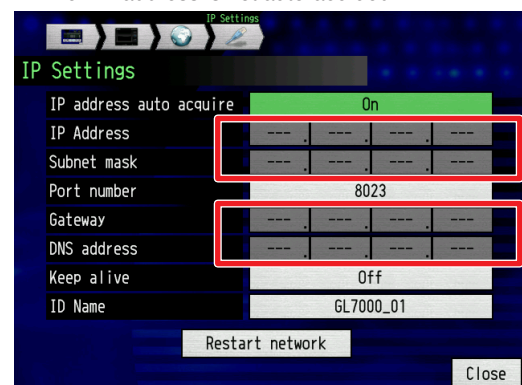 IP Settings
IP Settings
IP address auto acquire On
IP Address ---. ---. ---. ---
Subnet mask ---. ---. ---. ---
Port number 8023
Gateway ---. ---. ---. ---
DNS address ---. ---. ---. ---
Keep alive Off
ID Name GL7000_01
Restart network
Close